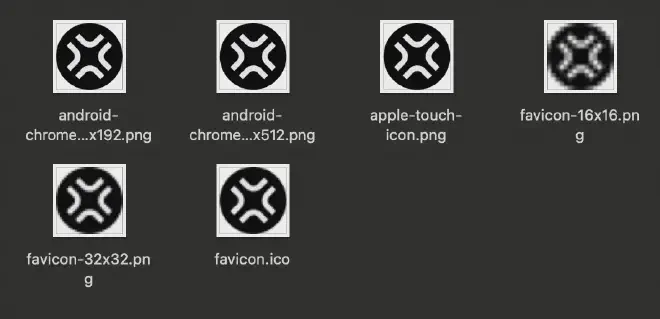 android-
chrome...x192.png
android-
chrome...x512.png
apple-touch-
icon.png
favicon-16x16.pn
g
favicon-32x32.pn
g
favicon.ico